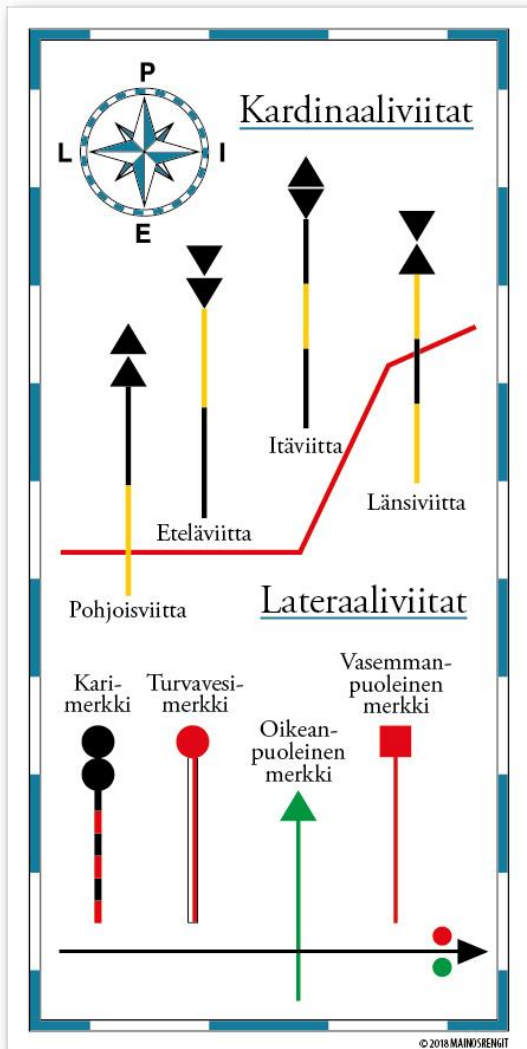 P
L
I
E
Kardinaaliviitat
Itäviitta
Länsiviitta
Eteläviitta
Pohjoisviitta
Lateraaliviitat
Kari-
merkki
Turvavesi-
merkki
Oikean-
puoleinen
merkki
Vasemman-
puoleinen
merkki
© 2018 MAINOSRENGIT